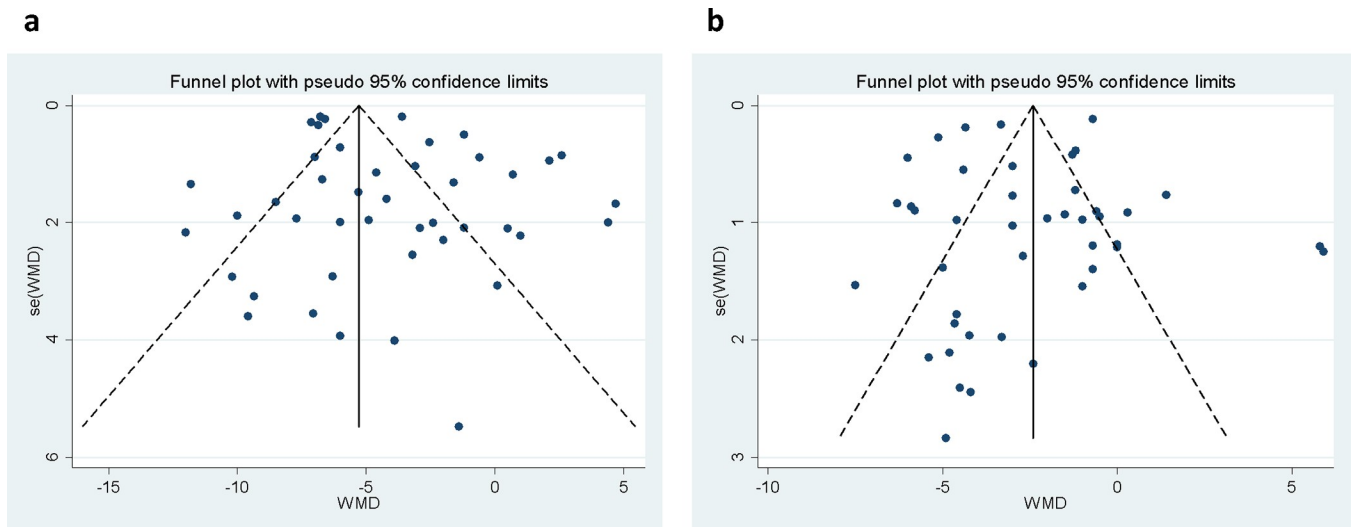 a
Funnel plot with pseudo 95% confidence limits
0
2
4
6
se(WMD)
-15 -10 -5 0 5
WMD
b
Funnel plot with pseudo 95% confidence limits
0
1
2
3
se(WMD)
-10 -5 0 5
WMD